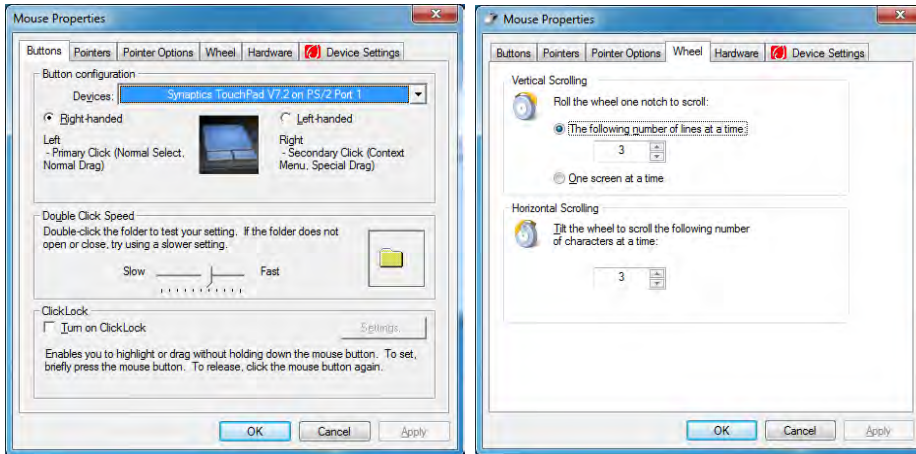 Mouse Properties
Buttons Pointers Pointer Options Wheel Hardware Device Settings
Button configuration
Devices: Synaptics TouchPad V7.2 on PS/2 Port 1
Right-handed Left-handed
Left
- Primary Click (Normal Select,
Normal Drag)
Right
- Secondary Click (Context
Menu, Special Drag)
Double Click Speed
Double-click the folder to test your setting. If the folder does not
open or close, try using a slower setting.
Slow Fast
ClickLock
Turn on ClickLock Settings...
Enables you to highlight or drag without holding down the mouse button. To set,
briefly press the mouse button. To release, click the mouse button again.
OK Cancel Apply
Mouse Properties
Buttons Pointers Pointer Options Wheel Hardware Device Settings
Vertical Scrolling
Roll the wheel one notch to scroll:
The following number of lines at a time:
3
One screen at a time
Horizontal Scrolling
Tilt the wheel to scroll the following number
of characters at a time:
3
OK Cancel Apply